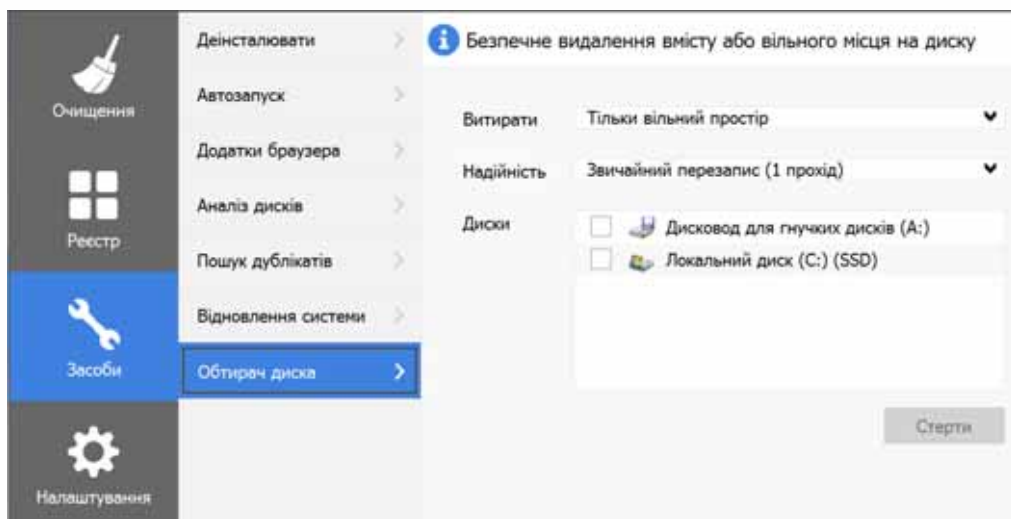 Очищення
Реєстр
Засоби
Налаштування
Деінсталювати
Автозапуск
Додатки браузера
Аналіз дисків
Пошук дублікатів
Відновлення системи
Обтирач диска
Безпечне видалення вмісту або вільного місця на диску
Витирати Тільки вільний простір
Надійність Звичайний перезапис (1 прохід)
Диски Дисковод для гнучких дисків (A:)
Локальний диск (C:) (SSD)
Стерти